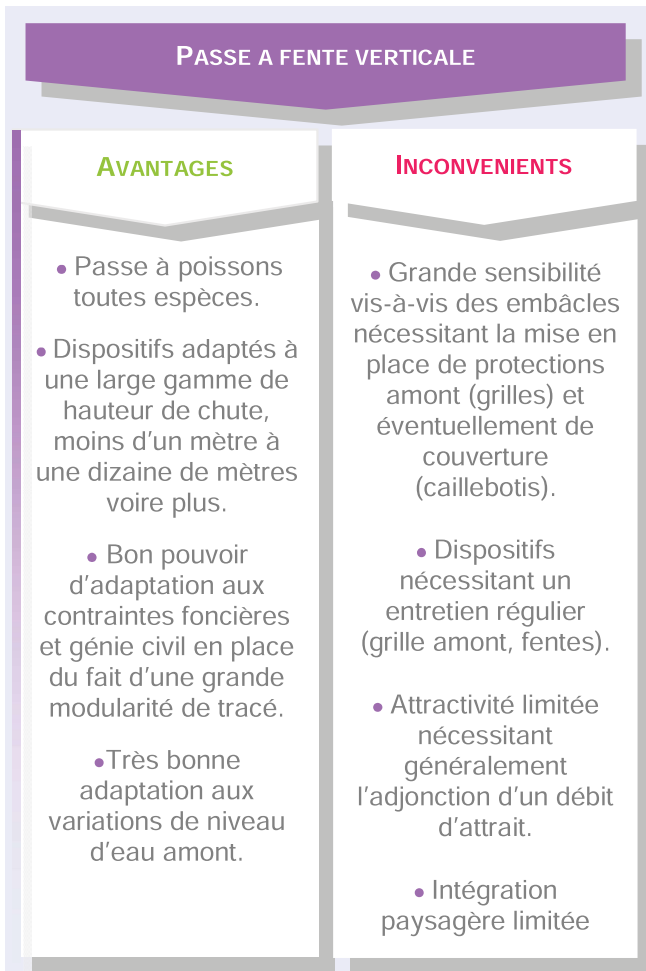 PASSE A FENTE VERTICALE
AVANTAGES
• Passe à poissons
toutes espèces.
• Dispositifs adaptés à
une large gamme de
hauteur de chute,
moins d'un mètre à
une dizaine de mètres
voire plus.
• Bon pouvoir
d'adaptation aux
contraintes foncières
et génie civil en place
du fait d'une grande
modularité de tracé.
•Très bonne
adaptation aux
variations de niveau
d'eau amont.
INCONVENIENTS
• Grande sensibilité
vis-à-vis des embâcles
nécessitant la mise en
place de protections
amont (grilles) et
éventuellement de
couverture
(caillebotis).
• Dispositifs
nécessitant un
entretien régulier
(grille amont, fentes).
• Attractivité limitée
nécessitant
généralement
l'adjonction d'un débit
d'attrait.
• Intégration
paysagère limitée